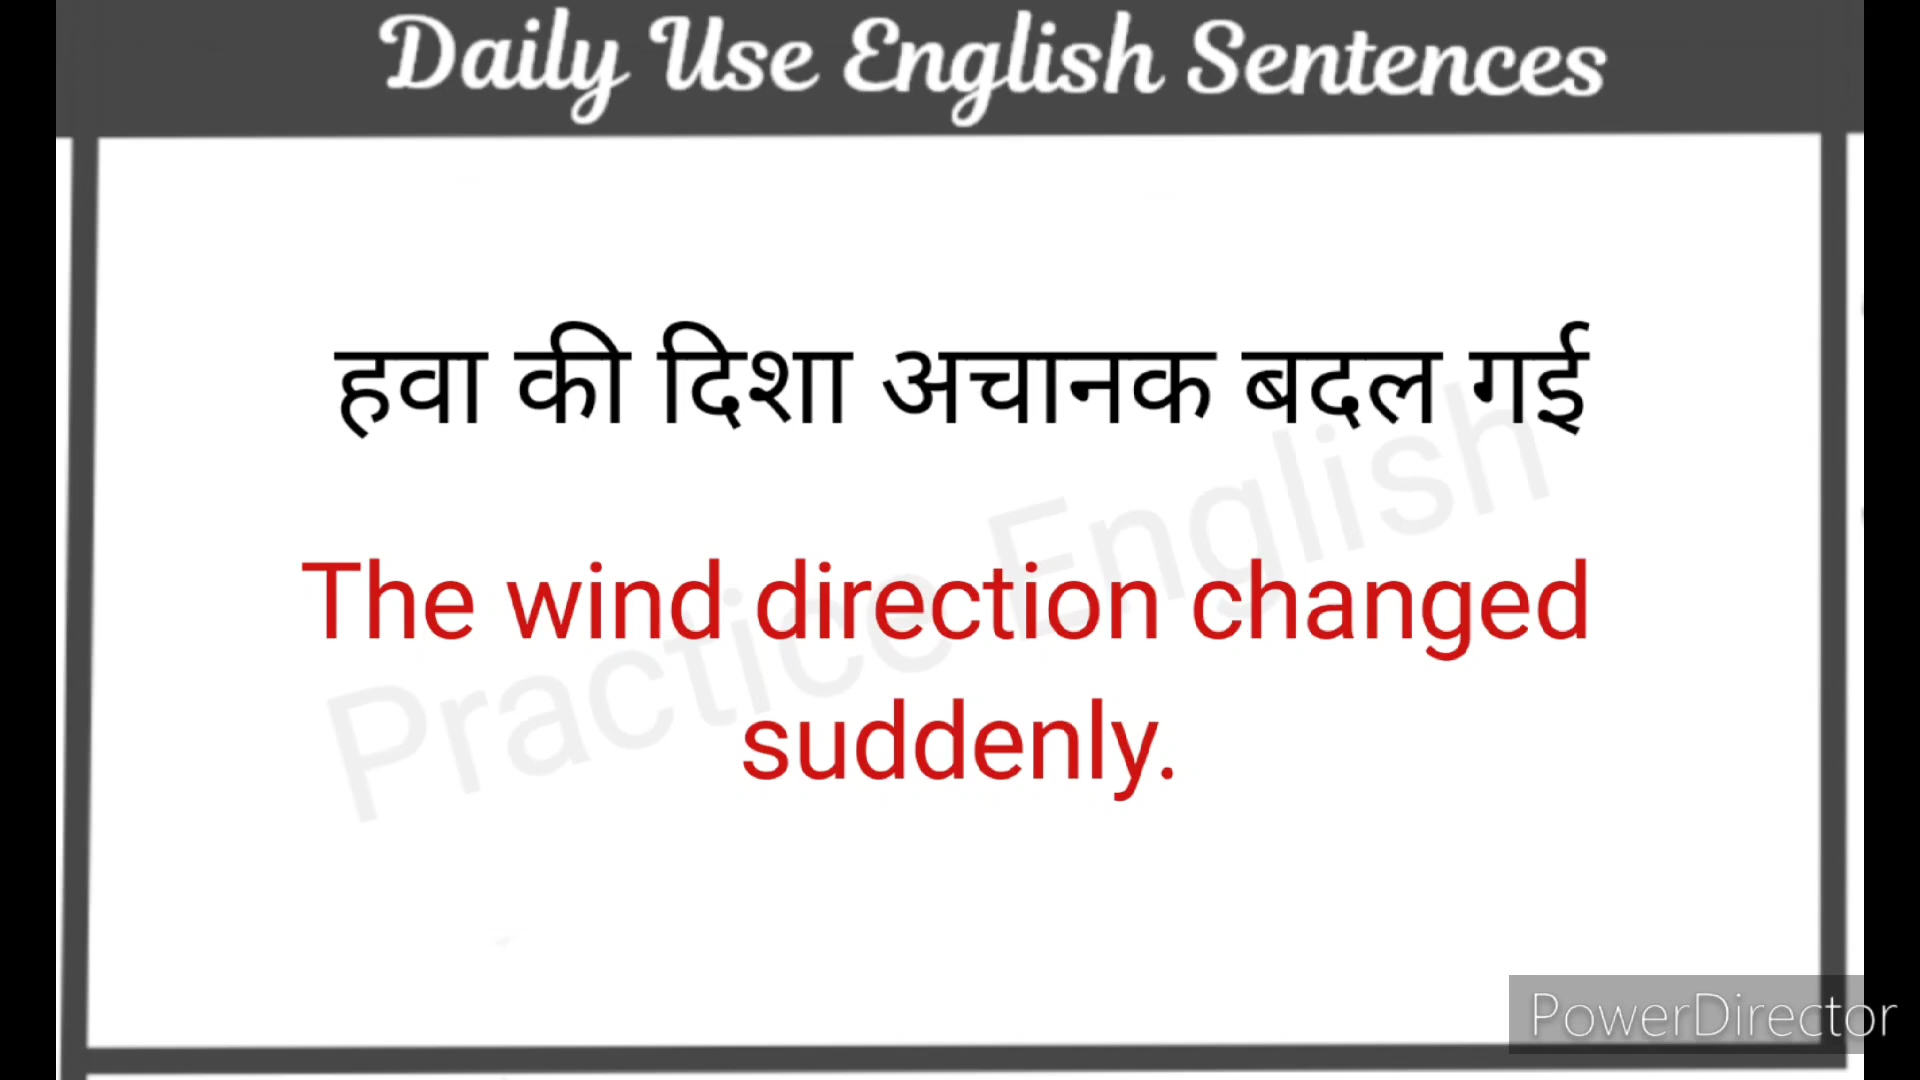 Daily Use English Sentences
हवा की दिशा अचानक बदल गई
The wind direction changed
suddenly.
Practice English
PowerDirector